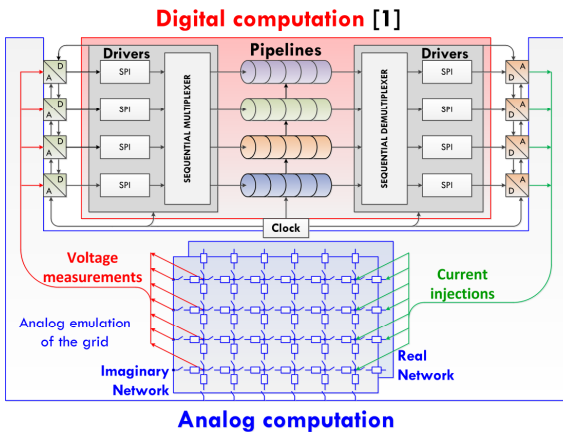 Digital computation [1]
Drivers
Pipelines
Drivers
D
A
SPI
SPI
A
D
D
A
SPI
SPI
A
D
D
A
SPI
SPI
A
D
D
A
SPI
SPI
A
D
SEQUENTIAL MULTIPLEXER
SEQUENTIAL DEMULTIPLEXER
Clock
Voltage
measurements
Current
injections
Analog emulation
of the grid
Imaginary
Network
Real
Network
Analog computation